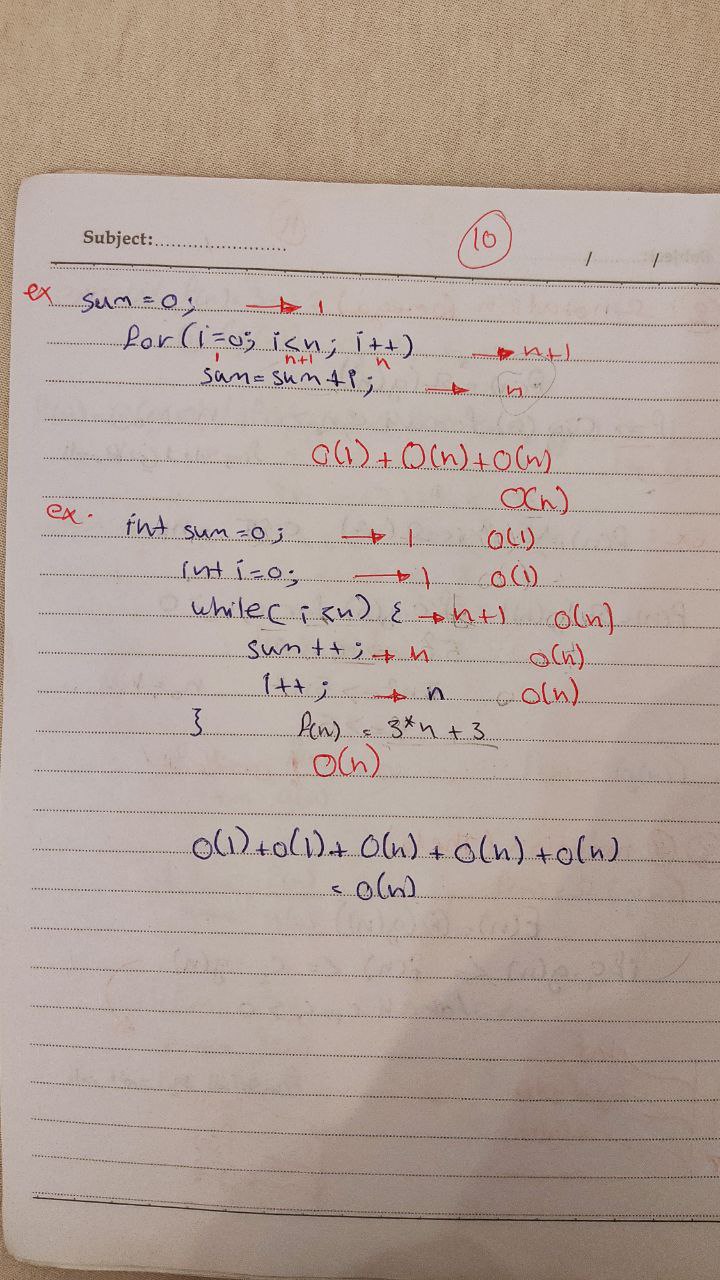 Subject:........................ 10 / /
ex sum = 0; → 1
for (i=0; i<n; i++) → n+1
1 n+1 n
sum = sum + i; → n
O(1) + O(n) + O(n)
O(n)
ex. int sum = 0; → 1 O(1)
int i = 0; → 1 O(1)
while( i < n) { → n+1 O(n)
sum ++; → n O(n)
i++; → n O(n)
} f(n) = 3*n + 3
O(n)
O(1) + O(1) + O(n) + O(n) + O(n)
= O(n)